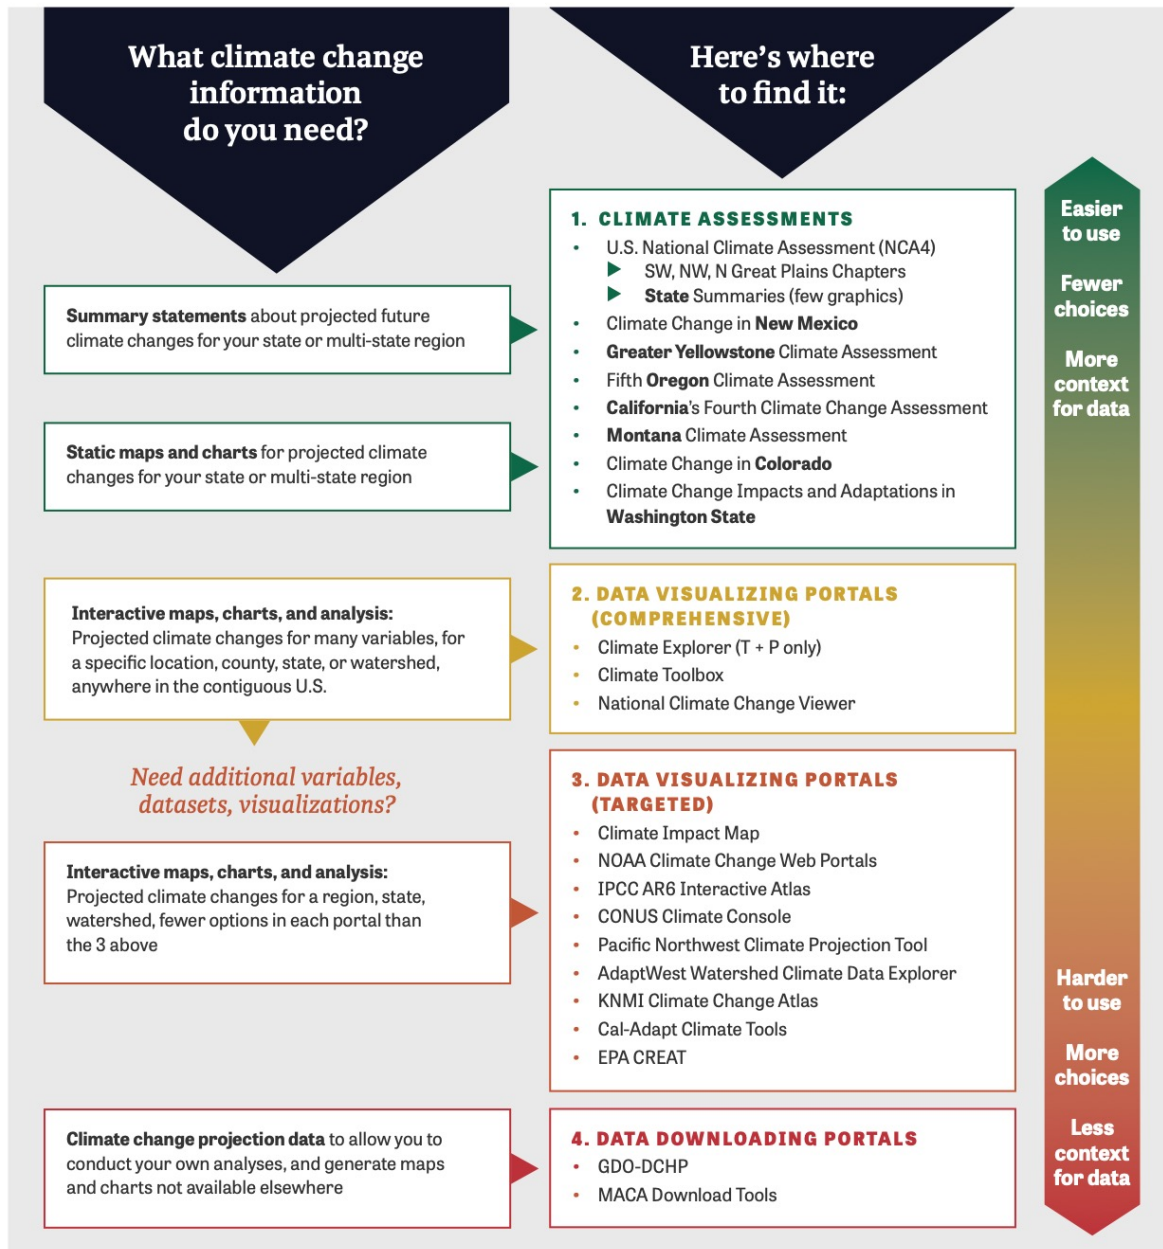 What climate change
information
do you need?
Here's where
to find it:
Summary statements about projected future
climate changes for your state or multi-state region
Static maps and charts for projected climate
changes for your state or multi-state region
1. CLIMATE ASSESSMENTS
• U.S. National Climate Assessment (NCA4)
▶ SW, NW, N Great Plains Chapters
▶ State Summaries (few graphics)
• Climate Change in New Mexico
• Greater Yellowstone Climate Assessment
• Fifth Oregon Climate Assessment
• California's Fourth Climate Change Assessment
• Montana Climate Assessment
• Climate Change in Colorado
• Climate Change Impacts and Adaptations in
Washington State
Interactive maps, charts, and analysis:
Projected climate changes for many variables, for
a specific location, county, state, or watershed,
anywhere in the contiguous U.S.
2. DATA VISUALIZING PORTALS
(COMPREHENSIVE)
• Climate Explorer (T + P only)
• Climate Toolbox
• National Climate Change Viewer
Need additional variables,
datasets, visualizations?
Interactive maps, charts, and analysis:
Projected climate changes for a region, state,
watershed, fewer options in each portal than
the 3 above
3. DATA VISUALIZING PORTALS
(TARGETED)
• Climate Impact Map
• NOAA Climate Change Web Portals
• IPCC AR6 Interactive Atlas
• CONUS Climate Console
• Pacific Northwest Climate Projection Tool
• AdaptWest Watershed Climate Data Explorer
• KNMI Climate Change Atlas
• Cal-Adapt Climate Tools
• EPA CREAT
Climate change projection data to allow you to
conduct your own analyses, and generate maps
and charts not available elsewhere
4. DATA DOWNLOADING PORTALS
• GDO-DCHP
• MACA Download Tools
Easier
to use
Fewer
choices
More
context
for data
Harder
to use
More
choices
Less
context
for data